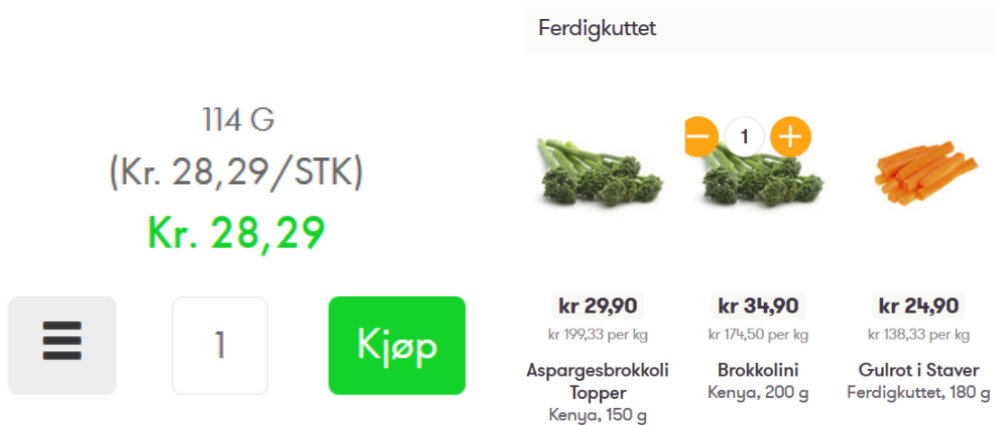 114 G
(Kr. 28,29/STK)
Kr. 28,29
1
Kjøp
Ferdigkuttet
1
kr 29,90
kr 199,33 per kg
Aspargesbrokkoli
Topper
Kenya, 150 g
kr 34,90
kr 174,50 per kg
Brokkolini
Kenya, 200 g
kr 24,90
kr 138,33 per kg
Gulrot i Staver
Ferdigkuttet, 180 g